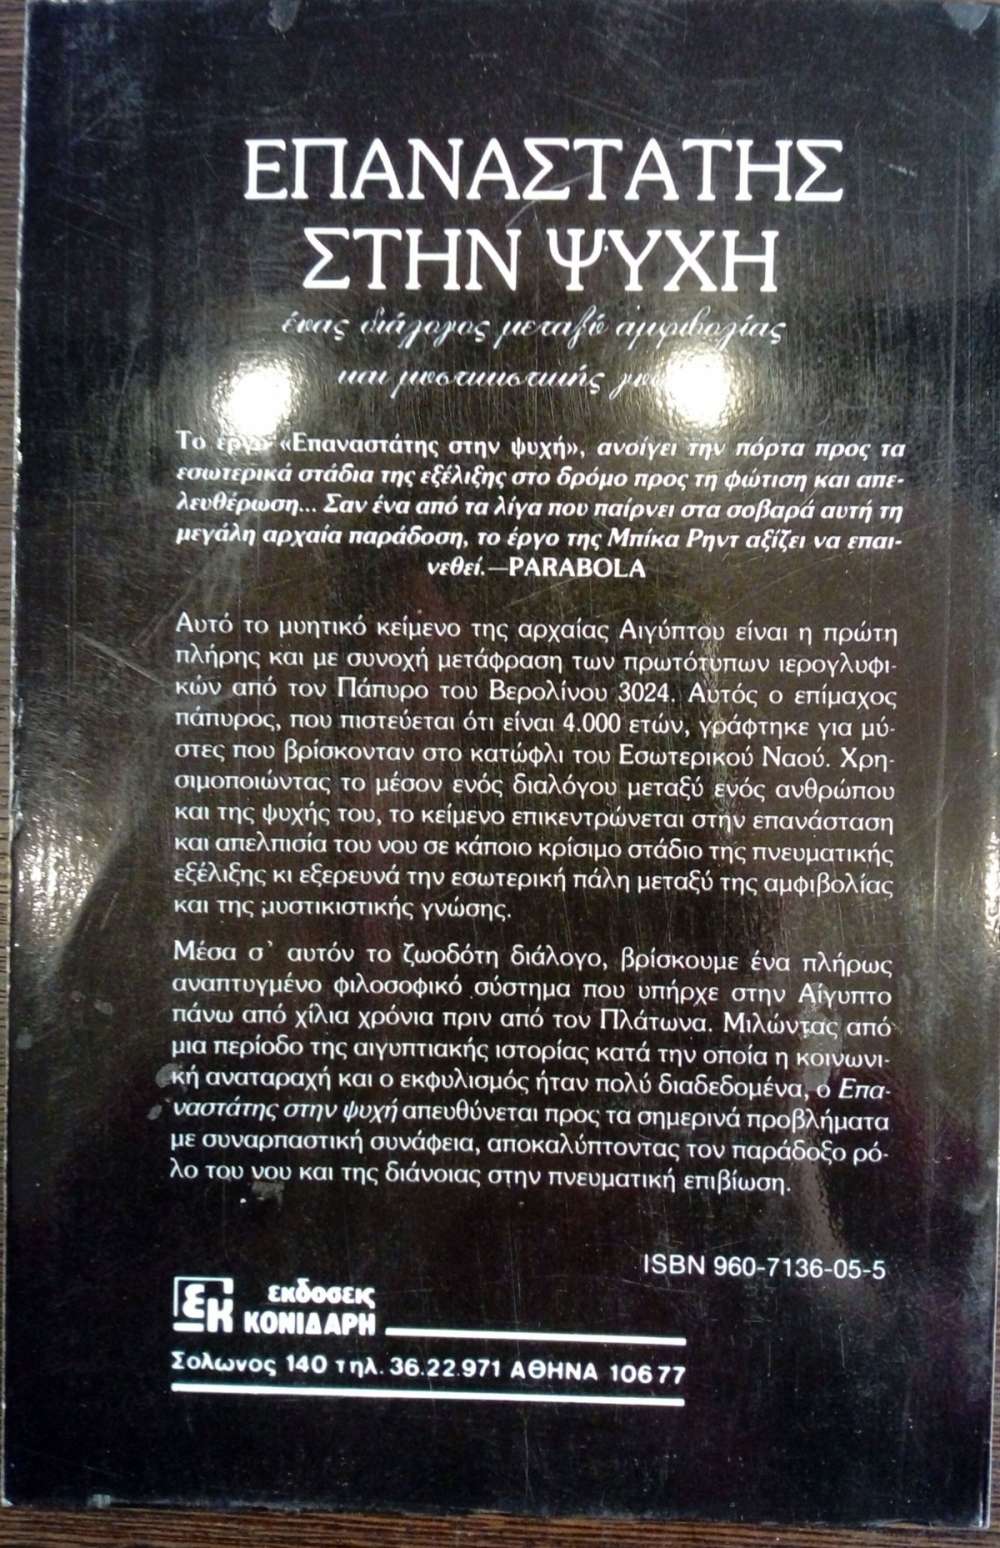 ΕΠΑΝΑΣΤΑΤΗΣ
ΣΤΗΝ ΨΥΧΗ
ένας διάλογος μεταξύ αμφιβολίας
και μυστικιστικής
Το έργο «Επαναστάτης στην ψυχή», ανοίγει την πόρτα προς τα
εσωτερικά στάδια της εξέλιξης στο δρόμο προς τη φώτιση και απε-
λευθέρωση... Σαν ένα από τα λίγα που παίρνει στα σοβαρά αυτή τη
μεγάλη αρχαία παράδοση, το έργο της Μπίκα Ρηντ αξίζει να επαι-
νεθεί.—PARABOLA
Αυτό το μυητικό κείμενο της αρχαίας Αιγύπτου είναι η πρώτη
πλήρης και με συνοχή μετάφραση των πρωτότυπων ιερογλυφι-
κών από τον Πάπυρο του Βερολίνου 3024. Αυτός ο επίμαχος
πάπυρος, που πιστεύεται ότι είναι 4.000 ετών, γράφτηκε για μύ-
στες που βρίσκονταν στο κατώφλι του Εσωτερικού Ναού. Χρη-
σιμοποιώντας το μέσον ενός διαλόγου μεταξύ ενός ανθρώπου
και της ψυχής του, το κείμενο επικεντρώνεται στην επανάσταση
και απελπισία του νου σε κάποιο κρίσιμο στάδιο της πνευματικής
εξέλιξης κι εξερευνά την εσωτερική πάλη μεταξύ της αμφιβολίας
και της μυστικιστικής γνώσης.
Μέσα σ' αυτόν το ζωοδότη διάλογο, βρίσκουμε ένα πλήρως
αναπτυγμένο φιλοσοφικό σύστημα που υπήρχε στην Αίγυπτο
πάνω από χίλια χρόνια πριν από τον Πλάτωνα. Μιλώντας από
μια περίοδο της αιγυπτιακής ιστορίας κατά την οποία η κοινωνι-
κή αναταραχή και ο εκφυλισμός ήταν πολύ διαδεδομένα, ο Επα-
ναστάτης στην ψυχή απευθύνεται προς τα σημερινά προβλήματα
με συναρπαστική συνάφεια, αποκαλύπτοντας τον παράδοξο ρό-
λο του νου και της διάνοιας στην πνευματική επιβίωση.
ISBN 960-7136-05-5
ΕΚ εκδοσεις
ΚΟΝΙΔΑΡΗ
Σολωνος 140 τηλ. 36.22.971 ΑΘΗΝΑ 106 77